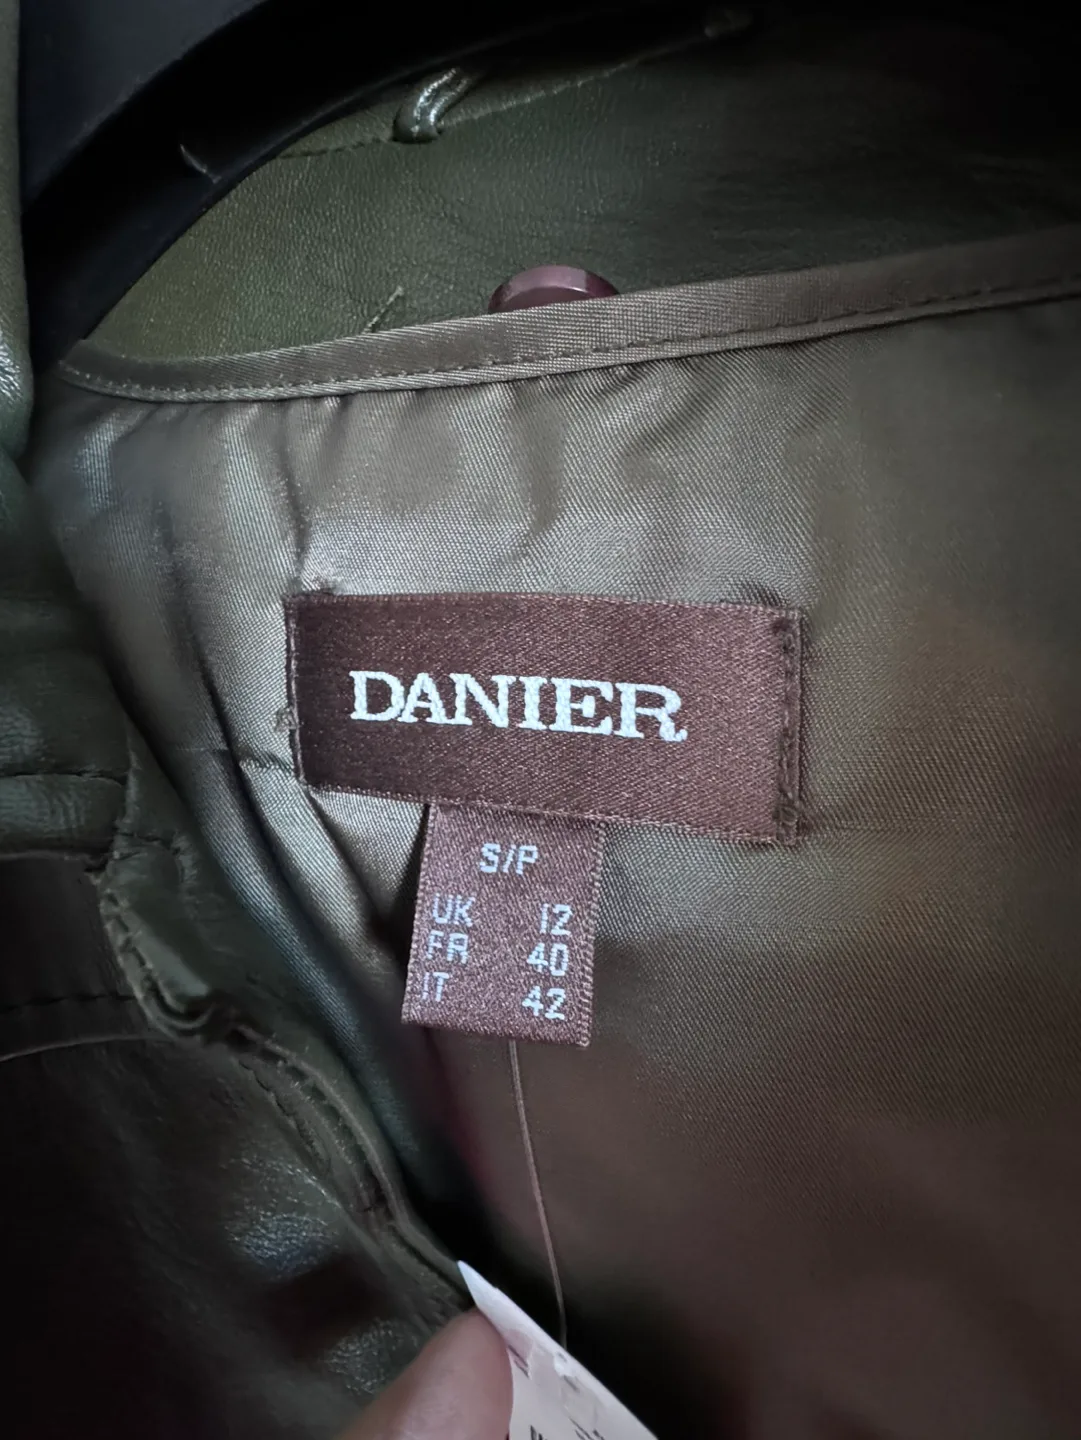 DANIER
S/P
UK 12
FR 40
IT 42